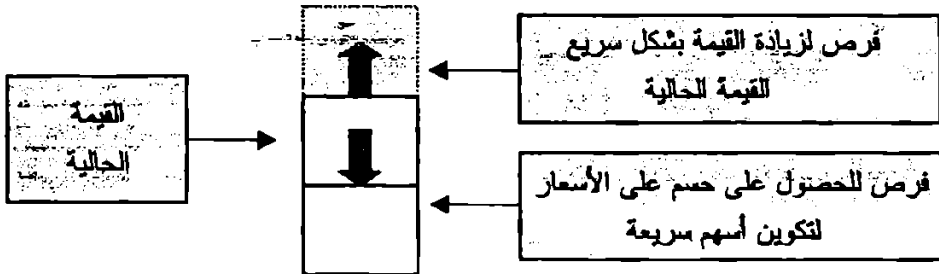 فرص لزيادة القيمة بشكل سريع
القيمة الحالية
القيمة
الحالية
فرص للحصول على حسم على الأسعار
لتكوين أسهم سريعة